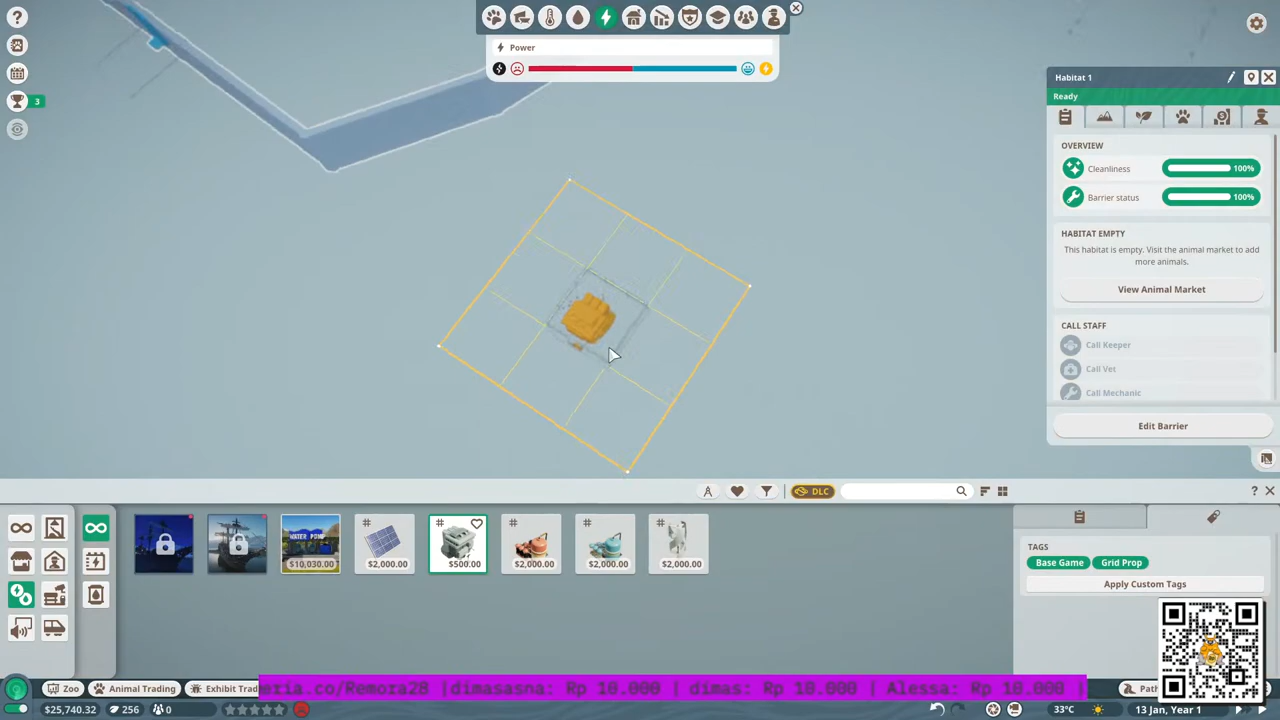 ?
3
Power
Habitat 1
Ready
OVERVIEW
Cleanliness
100%
Barrier status
100%
HABITAT EMPTY
This habitat is empty. Visit the animal market to add
more animals.
View Animal Market
CALL STAFF
Call Keeper
Call Vet
Call Mechanic
Edit Barrier
DLC
?
WATER POND
$10,030.00
$2,000.00
$500.00
$2,000.00
$2,000.00
$2,000.00
TAGS
Base Game
Grid Prop
Apply Custom Tags
Zoo
Animal Trading
Exhibit Trad
eria.co/Remora28 |dimasasna: Rp 10.000 | dimas: Rp 10.000 | Alessa: Rp 10.000 |
Path
$25,740.32
256
0
33°C
13 Jan, Year 1